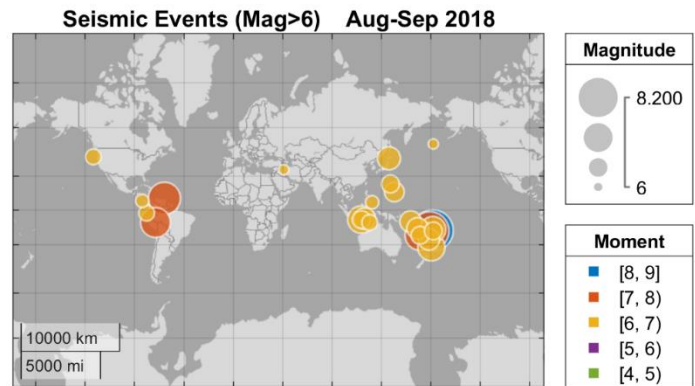 Seismic Events (Mag>6)    Aug-Sep 2018
10000 km
5000 mi
Magnitude
8.200
6
Moment
[8, 9]
[7, 8)
[6, 7)
[5, 6)
[4, 5)